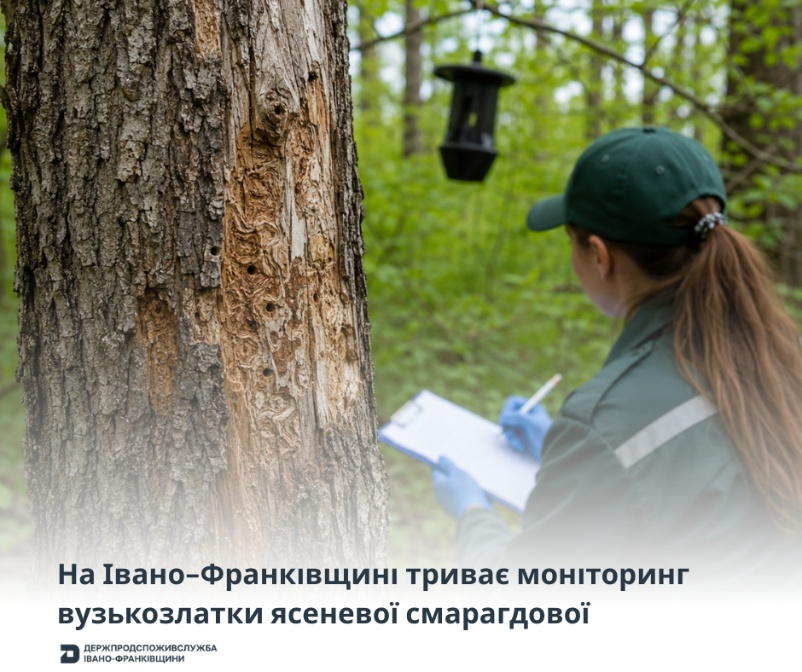 На Івано-Франківщині триває моніторинг
вузькозлатки ясеневої смарагдової
ДЕРЖПРОДСПОЖИВСЛУЖБА
ІВАНО-ФРАНКІВЩИНИ